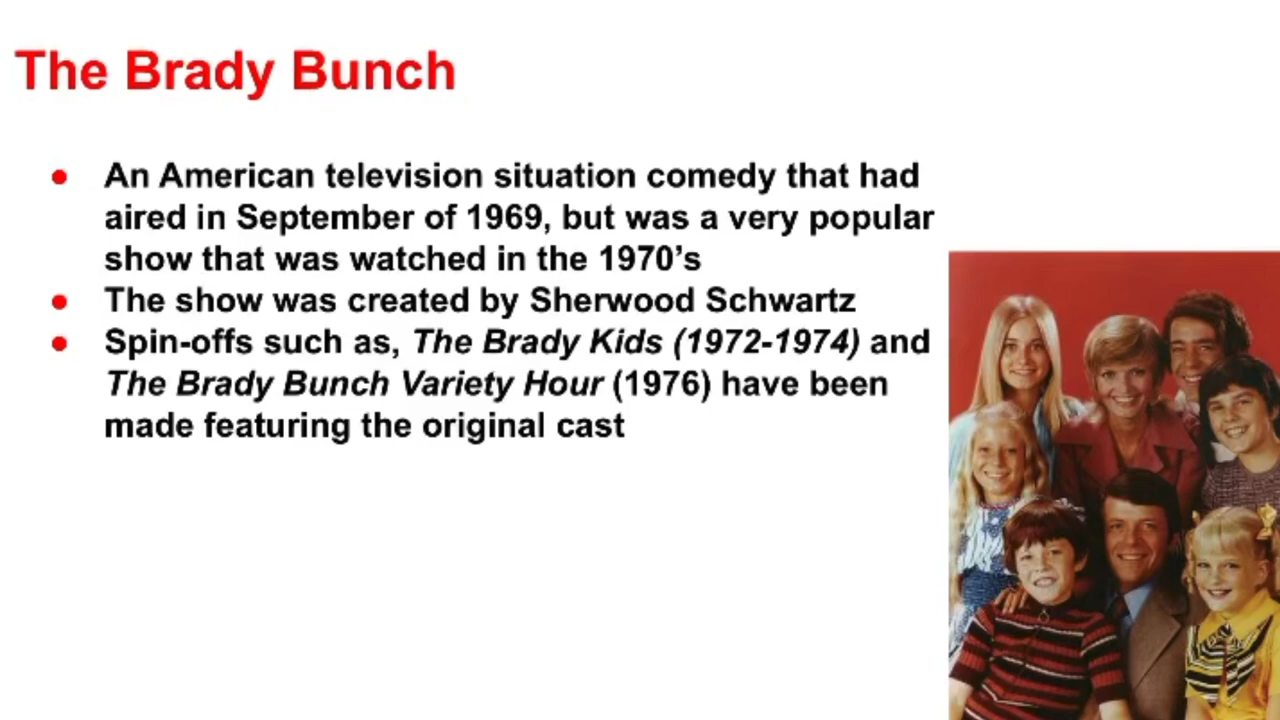 The Brady Bunch
● An American television situation comedy that had
aired in September of 1969, but was a very popular
show that was watched in the 1970’s
● The show was created by Sherwood Schwartz
● Spin-offs such as, The Brady Kids (1972-1974) and
The Brady Bunch Variety Hour (1976) have been
made featuring the original cast